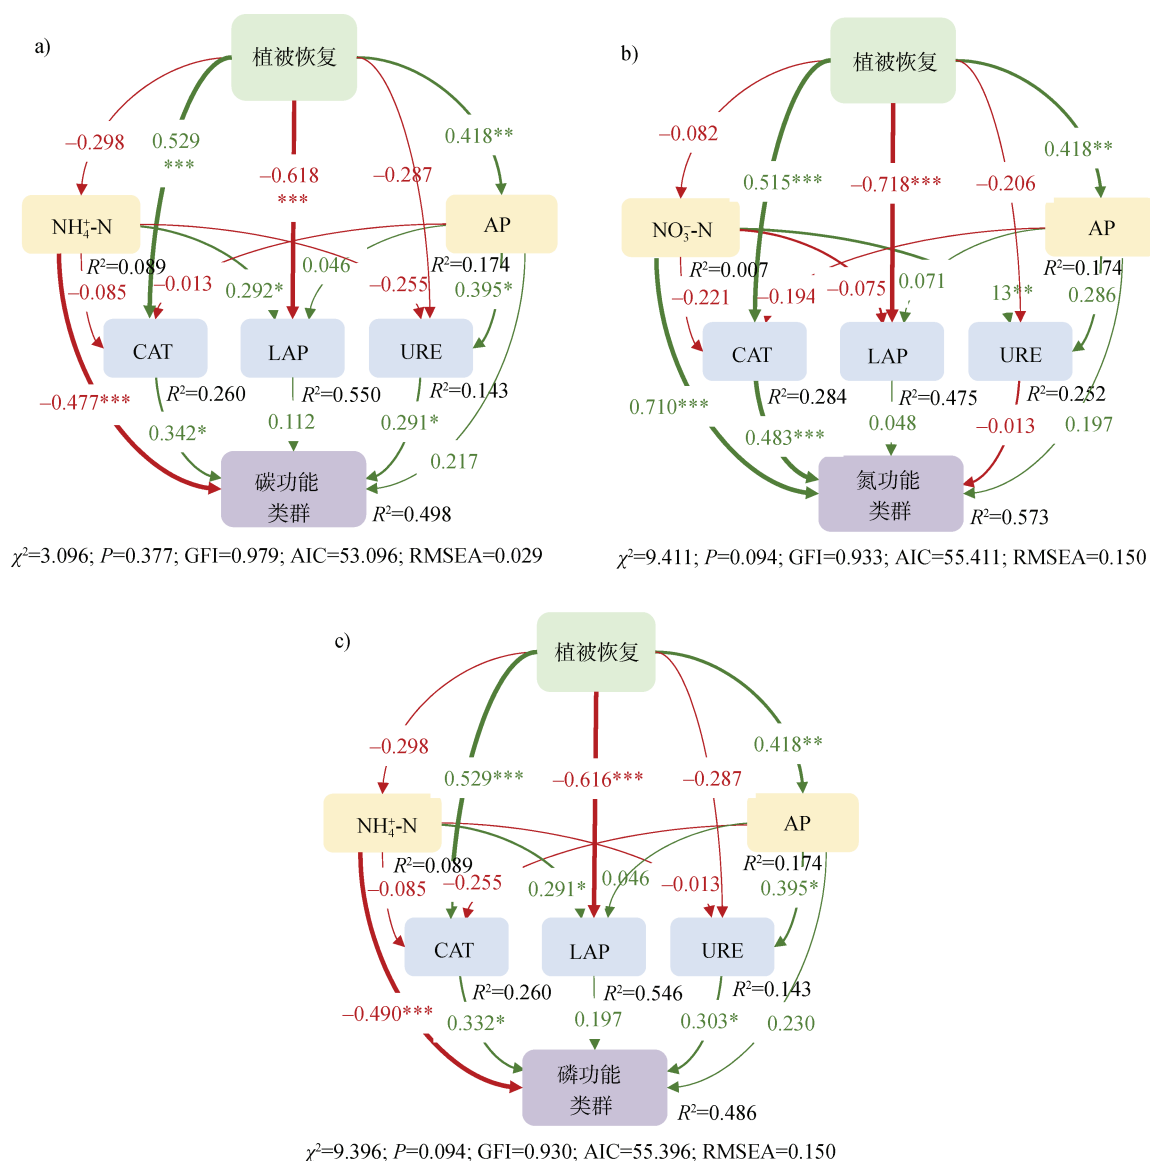 a)
植被恢复
–0.298
0.529
***
–0.618
***
–0.287
0.418**
NH₄⁺-N
AP
R²=0.089
R²=0.174
–0.085
–0.013
0.292*
0.046
–0.255
0.395*
CAT
LAP
URE
R²=0.260
R²=0.550
R²=0.143
–0.477***
0.342*
0.112
0.291*
0.217
碳功能
类群
R²=0.498
χ²=3.096; P=0.377; GFI=0.979; AIC=53.096; RMSEA=0.029
b)
植被恢复
–0.082
0.515***
–0.718***
–0.206
0.418**
NO₃⁻-N
AP
R²=0.007
R²=0.174
–0.221
–0.194
–0.075
0.071
13**
0.286
CAT
LAP
URE
R²=0.284
R²=0.475
R²=0.252
0.710***
0.483***
0.048
–0.013
0.197
氮功能
类群
R²=0.573
χ²=9.411; P=0.094; GFI=0.933; AIC=55.411; RMSEA=0.150
c)
植被恢复
–0.298
0.529***
–0.616***
–0.287
0.418**
NH₄⁺-N
AP
R²=0.089
R²=0.174
–0.085
–0.255
0.291*
0.046
–0.013
0.395*
CAT
LAP
URE
R²=0.260
R²=0.546
R²=0.143
–0.490***
0.332*
0.197
0.303*
0.230
磷功能
类群
R²=0.486
χ²=9.396; P=0.094; GFI=0.930; AIC=55.396; RMSEA=0.150